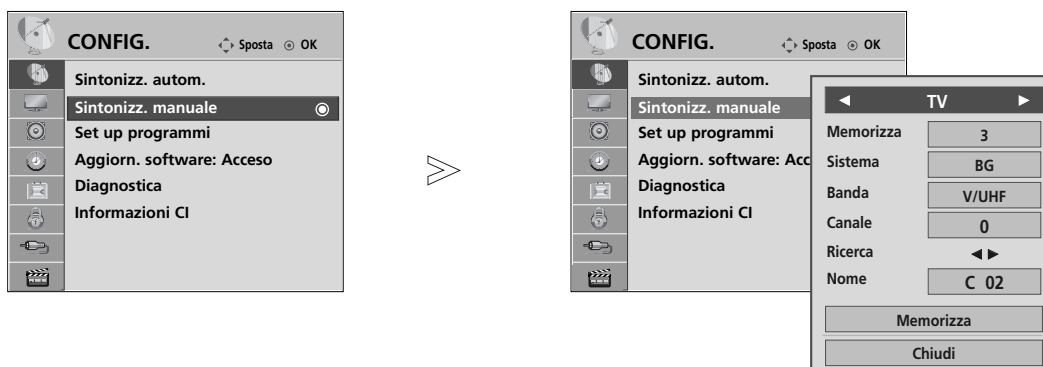 CONFIG. Sposta OK
Sintonizz. autom.
Sintonizz. manuale
Set up programmi
Aggiorn. software: Acceso
Diagnostica
Informazioni CI
CONFIG. Sposta OK
Sintonizz. autom.
Sintonizz. manuale
Set up programmi
Aggiorn. software: Acc
Diagnostica
Informazioni CI
TV
Memorizza 3
Sistema BG
Banda V/UHF
Canale 0
Ricerca
Nome C 02
Memorizza
Chiudi